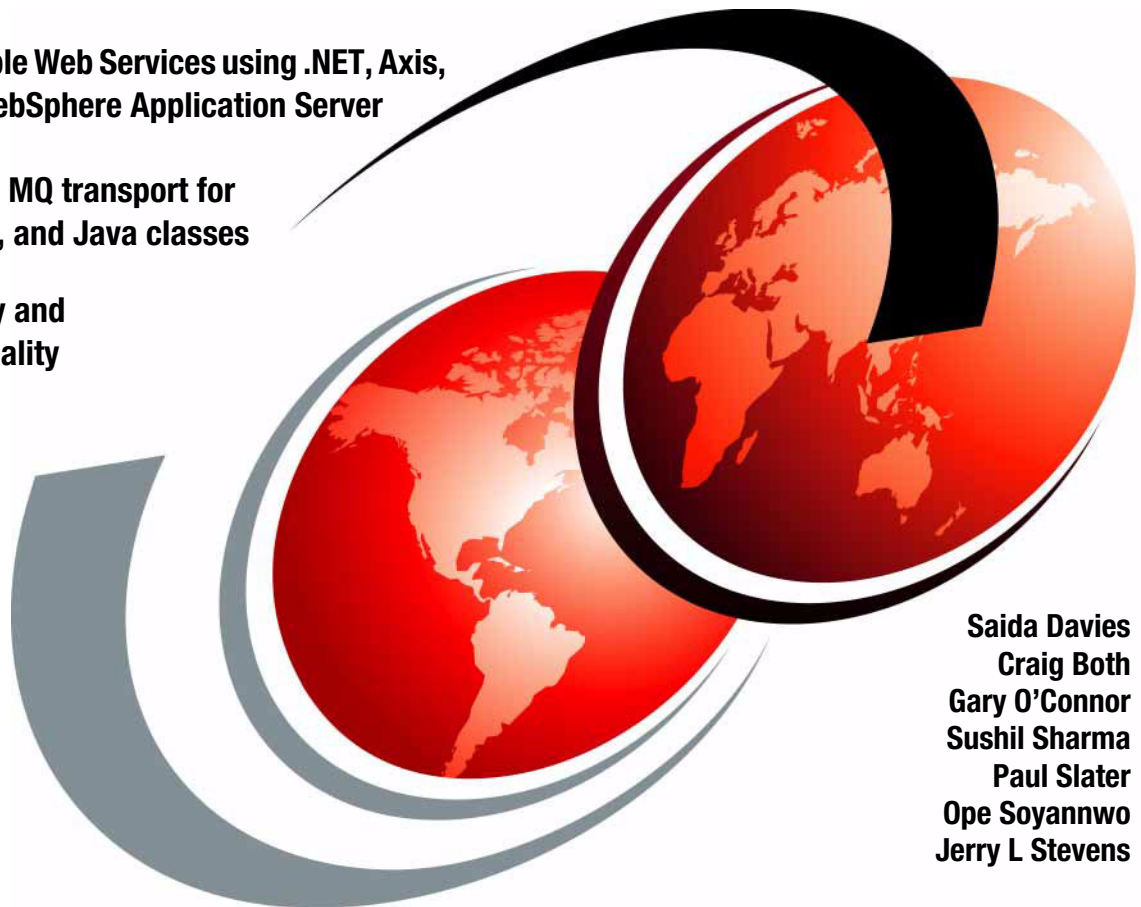 ble Web Services using .NET, Axis,
ebSphere Application Server
MQ transport for
, and Java classes
y and
ality
Saida Davies
Craig Both
Gary O’Connor
Sushil Sharma
Paul Slater
Ope Soyannwo
Jerry L Stevens